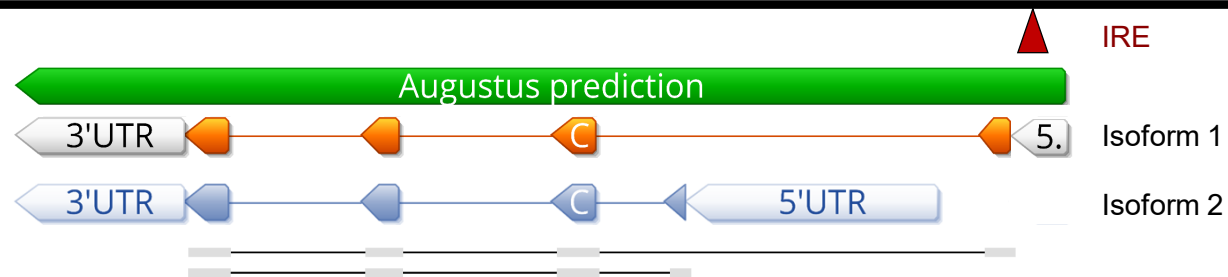 IRE
Augustus prediction
3'UTR C 5. Isoform 1
3'UTR C 5'UTR Isoform 2